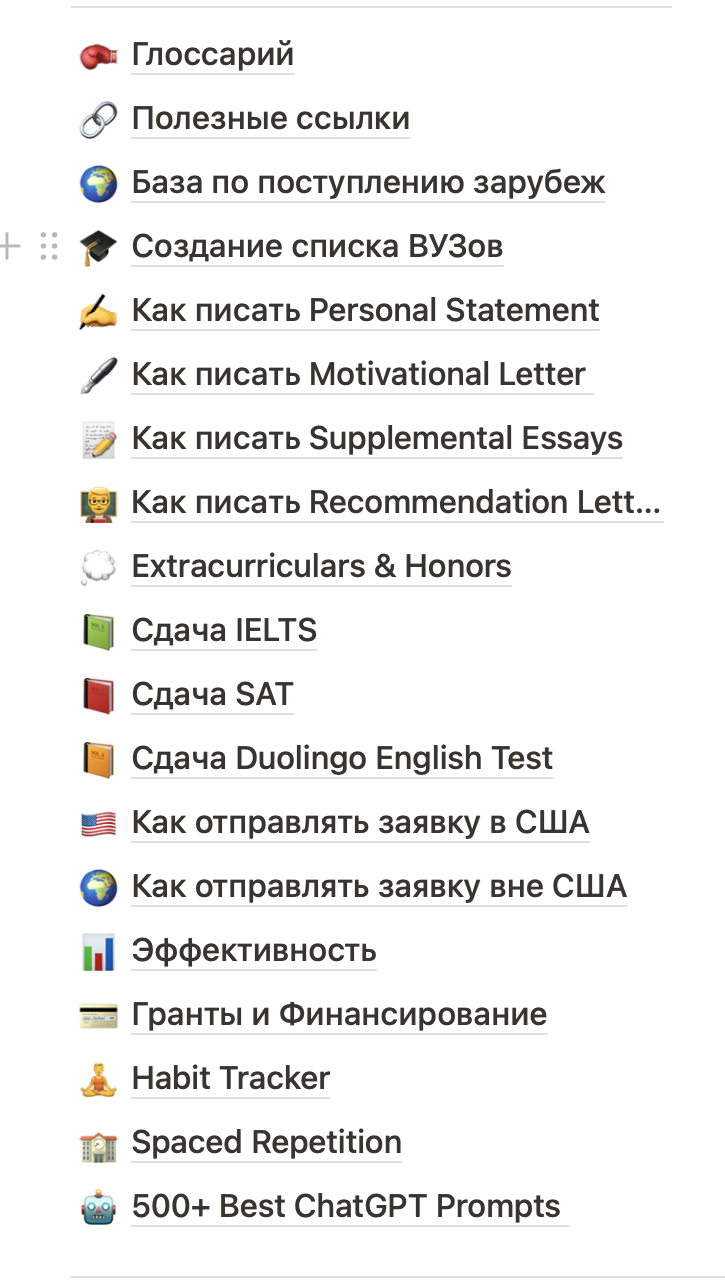 Глоссарий
Полезные ссылки
База по поступлению зарубеж
Создание списка ВУЗов
Как писать Personal Statement
Как писать Motivational Letter
Как писать Supplemental Essays
Как писать Recommendation Lett...
Extracurriculars & Honors
Сдача IELTS
Сдача SAT
Сдача Duolingo English Test
Как отправлять заявку в США
Как отправлять заявку вне США
Эффективность
Гранты и Финансирование
Habit Tracker
Spaced Repetition
500+ Best ChatGPT Prompts